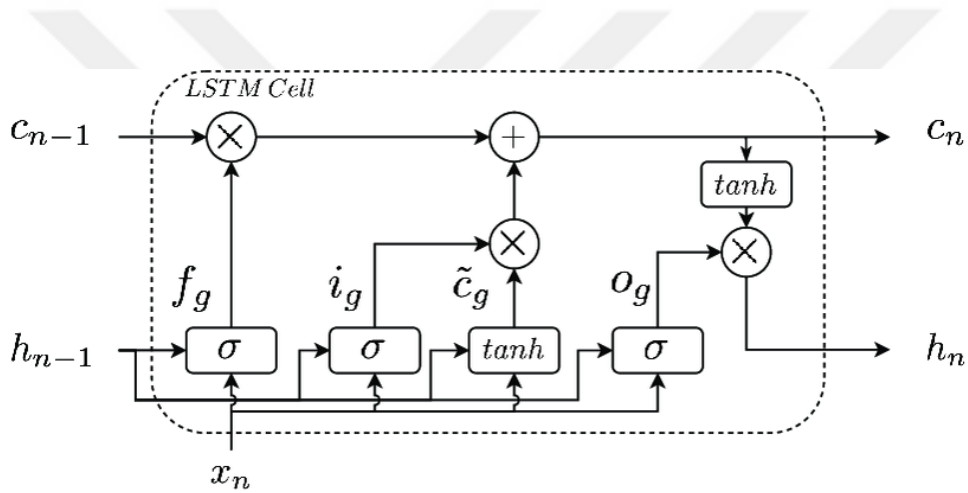 LSTM Cell
c_{n-1} × + c_n
tanh
×
f_g i_g c̃_g o_g
h_{n-1} σ σ tanh σ h_n
x_n